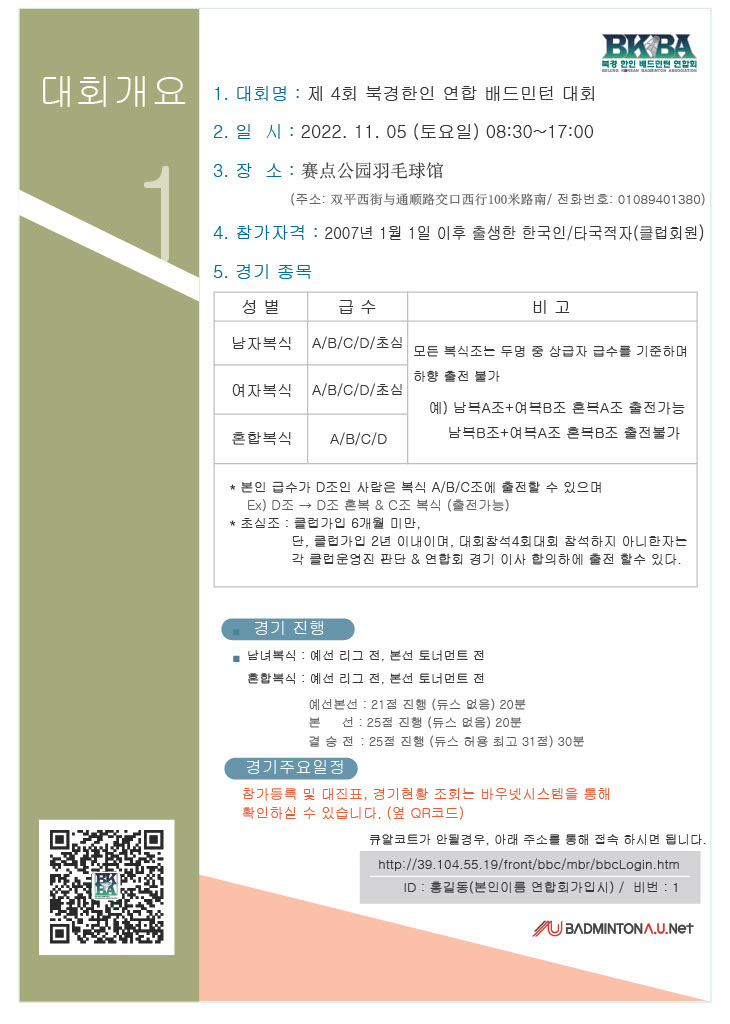 BKBA
북경 한인 배드민턴 연합회
BEIJING KOREAN BADMINTON ASSOCIATION
대회개요
1
1. 대회명 : 제 4회 북경한인 연합 배드민턴 대회
2. 일 시 : 2022. 11. 05 (토요일) 08:30~17:00
3. 장 소 : 赛点公园羽毛球馆
(주소: 双平西街与通顺路交口西行100米路南/ 전화번호: 01089401380)
4. 참가자격 : 2007년 1월 1일 이후 출생한 한국인/타국적자(클럽회원)
5. 경기 종목
성 별 급 수 비 고
남자복식 A/B/C/D/초심
여자복식 A/B/C/D/초심
혼합복식 A/B/C/D
모든 복식조는 두명 중 상급자 급수를 기준하며
하향 출전 불가
예) 남복A조+여복B조 혼복A조 출전가능
남복B조+여복A조 혼복B조 출전불가
* 본인 급수가 D조인 사람은 복식 A/B/C조에 출전할 수 있으며
Ex) D조 → D조 혼복 & C조 복식 (출전가능)
* 초심조 : 클럽가입 6개월 미만,
단, 클럽가입 2년 이내이며, 대회참석4회대회 참석하지 아니한자는
각 클럽운영진 판단 & 연합회 경기 이사 합의하에 출전 할수 있다.
경기 진행
남녀복식 : 예선 리그 전, 본선 토너먼트 전
혼합복식 : 예선 리그 전, 본선 토너먼트 전
예선본선 : 21점 진행 (듀스 없음) 20분
본 선 : 25점 진행 (듀스 없음) 20분
결 승 전 : 25점 진행 (듀스 허용 최고 31점) 30분
경기주요일정
참가등록 및 대진표, 경기현황 조회는 바우넷시스템을 통해
확인하실 수 있습니다. (옆 QR코드)
큐알코트가 안될경우, 아래 주소를 통해 접속 하시면 됩니다.
http://39.104.55.19/front/bbc/mbr/bbcLogin.htm
ID : 홍길동(본인이름 연합회가입시) / 비번 : 1
BK
BA
BADMINTON A.U.Net